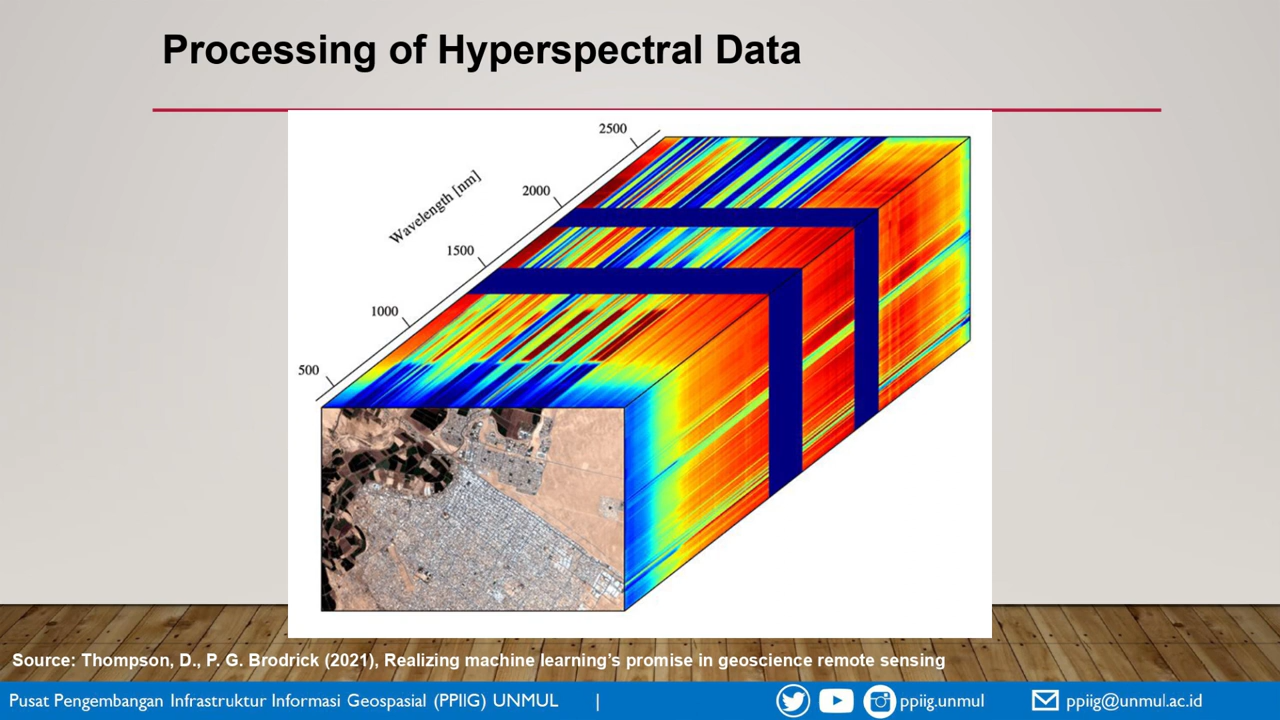 Processing of Hyperspectral Data
2500
2000
Wavelength [nm]
1500
1000
500
Source: Thompson, D., P. G. Brodrick (2021), Realizing machine learning’s promise in geoscience remote sensing
Pusat Pengembangan Infrastruktur Informasi Geospasial (PPIIG) UNMUL | ppiig.unmul ppiig@unmul.ac.id